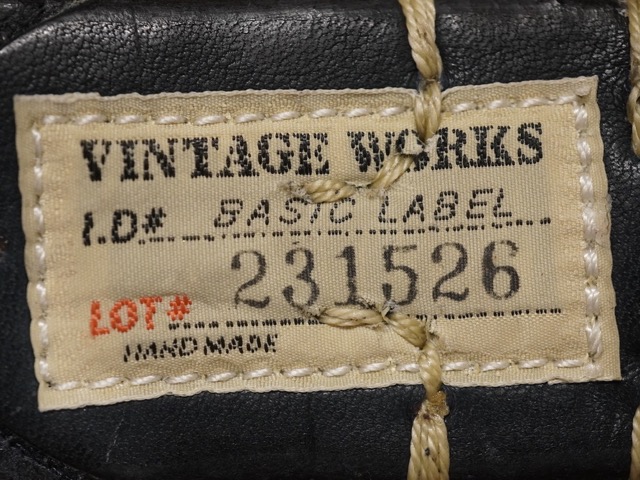 VINTAGE WORKS
I.D# BASIC LABEL
231526
LOT#
HAND MADE